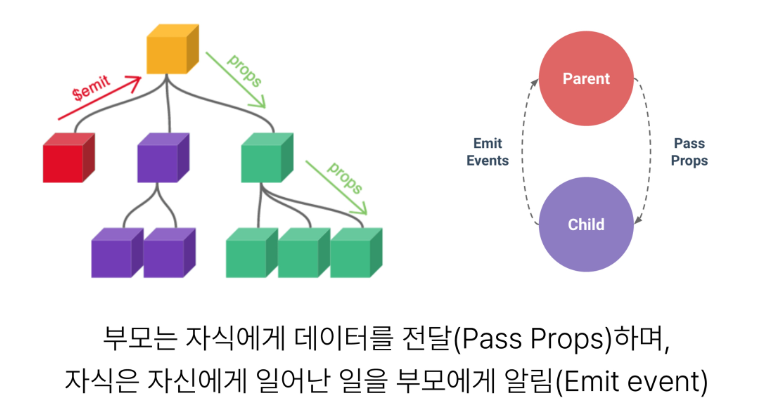 $emit
props
props
Parent
Emit
Events
Pass
Props
Child
부모는 자식에게 데이터를 전달(Pass Props)하며,
자식은 자신에게 일어난 일을 부모에게 알림(Emit event)